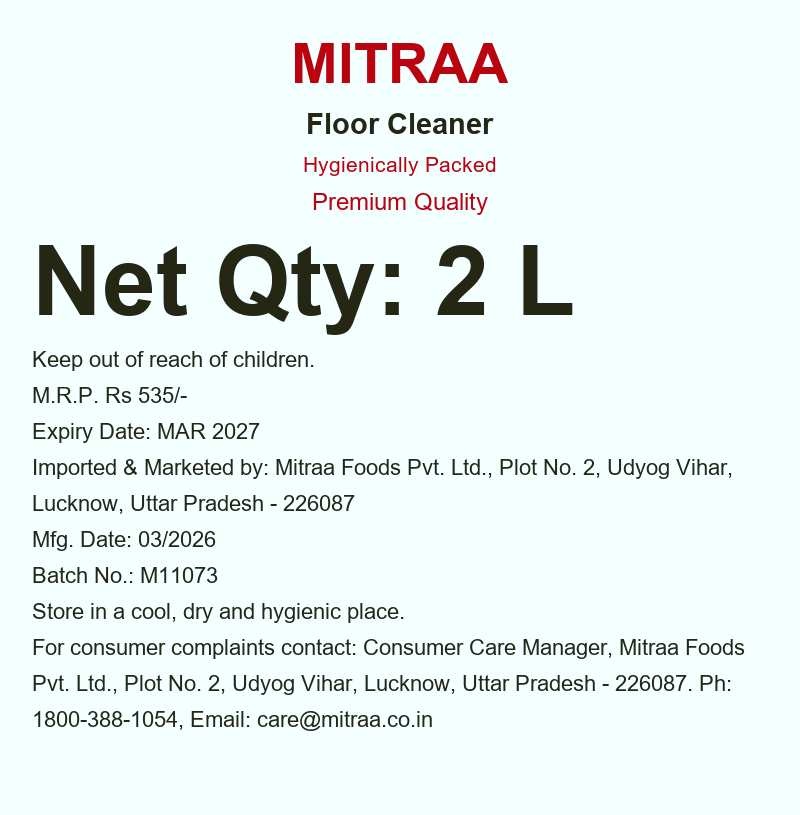 MITRAA
Floor Cleaner
Hygienically Packed
Premium Quality
Net Qty: 2 L
Keep out of reach of children.
M.R.P. Rs 535/-
Expiry Date: MAR 2027
Imported & Marketed by: Mitraa Foods Pvt. Ltd., Plot No. 2, Udyog Vihar,
Lucknow, Uttar Pradesh - 226087
Mfg. Date: 03/2026
Batch No.: M11073
Store in a cool, dry and hygienic place.
For consumer complaints contact: Consumer Care Manager, Mitraa Foods
Pvt. Ltd., Plot No. 2, Udyog Vihar, Lucknow, Uttar Pradesh - 226087. Ph:
1800-388-1054, Email: care@mitraa.co.in